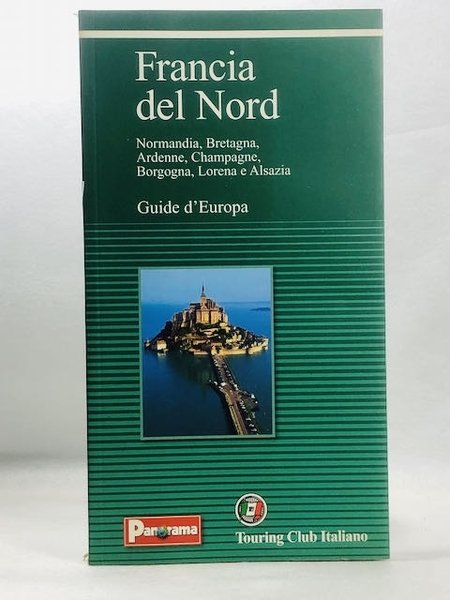 Francia
del Nord
Normandia, Bretagna,
Ardenne, Champagne,
Borgogna, Lorena e Alsazia
Guide d'Europa
Panorama
Touring Club Italiano